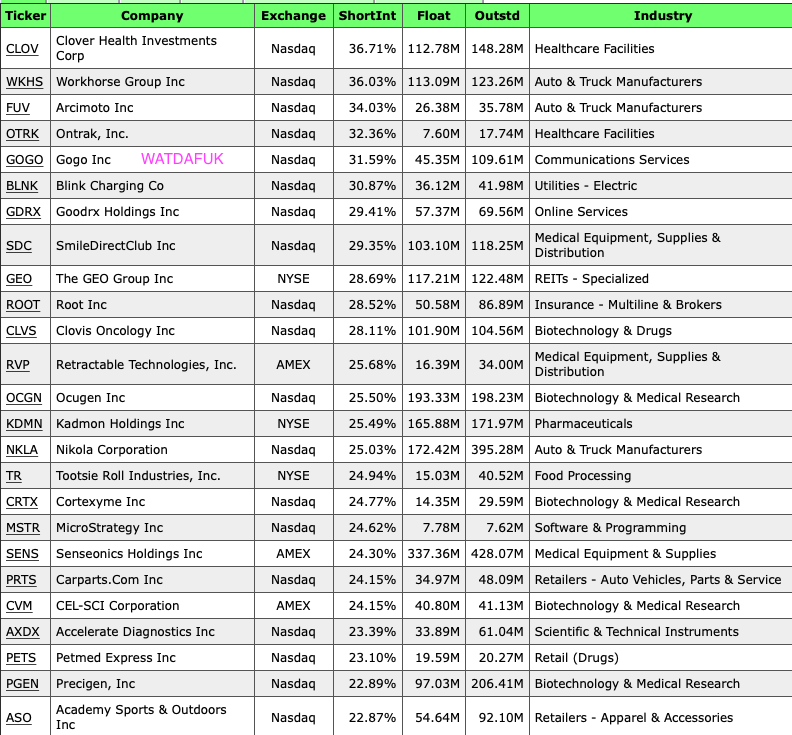 Ticker Company Exchange ShortInt Float Outstd Industry
CLOV Clover Health Investments Corp Nasdaq 36.71% 112.78M 148.28M Healthcare Facilities
WKHS Workhorse Group Inc Nasdaq 36.03% 113.09M 123.26M Auto & Truck Manufacturers
FUV Arcimoto Inc Nasdaq 34.03% 26.38M 35.78M Auto & Truck Manufacturers
OTRK Ontrak, Inc. Nasdaq 32.36% 7.60M 17.74M Healthcare Facilities
GOGO Gogo Inc WATDAFUK Nasdaq 31.59% 45.35M 109.61M Communications Services
BLNK Blink Charging Co Nasdaq 30.87% 36.12M 41.98M Utilities - Electric
GDRX Goodrx Holdings Inc Nasdaq 29.41% 57.37M 69.56M Online Services
SDC SmileDirectClub Inc Nasdaq 29.35% 103.10M 118.25M Medical Equipment, Supplies & Distribution
GEO The GEO Group Inc NYSE 28.69% 117.21M 122.48M REITs - Specialized
ROOT Root Inc Nasdaq 28.52% 50.58M 86.89M Insurance - Multiline & Brokers
CLVS Clovis Oncology Inc Nasdaq 28.11% 101.90M 104.56M Biotechnology & Drugs
RVP Retractable Technologies, Inc. AMEX 25.68% 16.39M 34.00M Medical Equipment, Supplies & Distribution
OCGN Ocugen Inc Nasdaq 25.50% 193.33M 198.23M Biotechnology & Medical Research
KDMN Kadmon Holdings Inc NYSE 25.49% 165.88M 171.97M Pharmaceuticals
NKLA Nikola Corporation Nasdaq 25.03% 172.42M 395.28M Auto & Truck Manufacturers
TR Tootsie Roll Industries, Inc. NYSE 24.94% 15.03M 40.52M Food Processing
CRTX Cortexyme Inc Nasdaq 24.77% 14.35M 29.59M Biotechnology & Medical Research
MSTR MicroStrategy Inc Nasdaq 24.62% 7.78M 7.62M Software & Programming
SENS Senseonics Holdings Inc AMEX 24.30% 337.36M 428.07M Medical Equipment & Supplies
PRTS Carparts.Com Inc Nasdaq 24.15% 34.97M 48.09M Retailers - Auto Vehicles, Parts & Service
CVM CEL-SCI Corporation AMEX 24.15% 40.80M 41.13M Biotechnology & Medical Research
AXDX Accelerate Diagnostics Inc Nasdaq 23.39% 33.89M 61.04M Scientific & Technical Instruments
PETS Petmed Express Inc Nasdaq 23.10% 19.59M 20.27M Retail (Drugs)
PGEN Precigen, Inc Nasdaq 22.89% 97.03M 206.41M Biotechnology & Medical Research
ASO Academy Sports & Outdoors Inc Nasdaq 22.87% 54.64M 92.10M Retailers - Apparel & Accessories